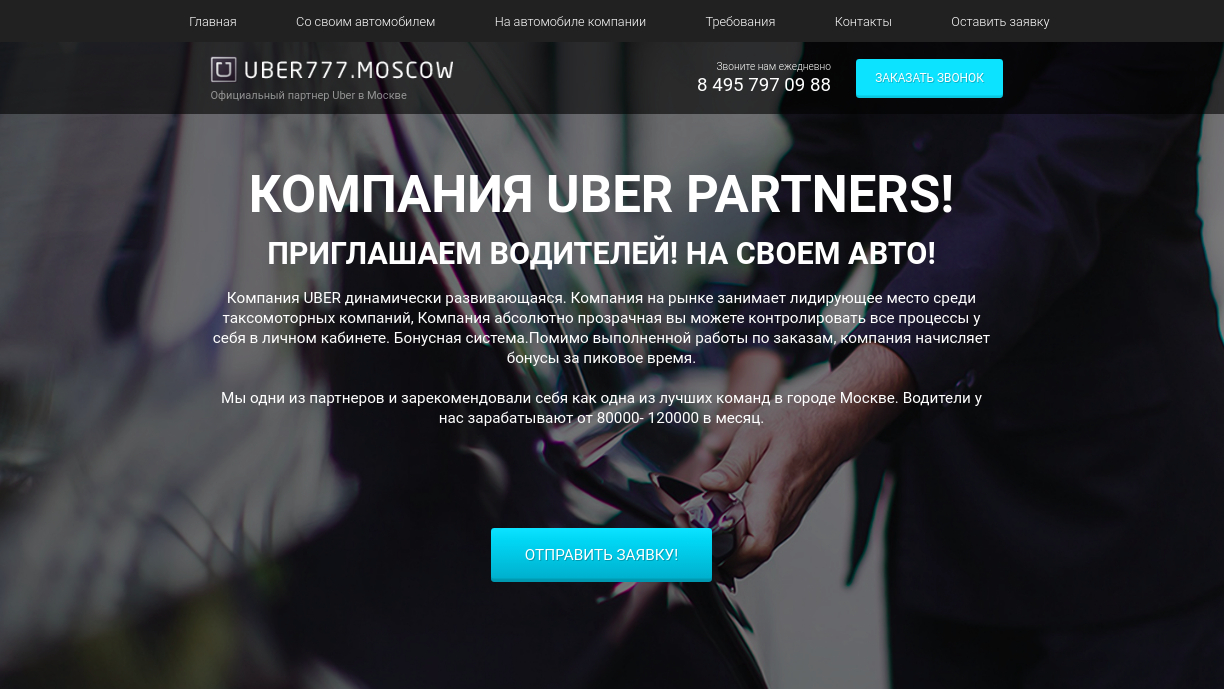 Главная Со своим автомобилем На автомобиле компании Требования Контакты Оставить заявку
UBER777.MOSCOW
Официальный партнер Uber в Москве
Звоните нам ежедневно
8 495 797 09 88
ЗАКАЗАТЬ ЗВОНОК
КОМПАНИЯ UBER PARTNERS!
ПРИГЛАШАЕМ ВОДИТЕЛЕЙ! НА СВОЕМ АВТО!
Компания UBER динамически развивающаяся. Компания на рынке занимает лидирующее место среди
таксомоторных компаний, Компания абсолютно прозрачная вы можете контролировать все процессы у
себя в личном кабинете. Бонусная система.Помимо выполненной работы по заказам, компания начисляет
бонусы за пиковое время.
Мы одни из партнеров и зарекомендовали себя как одна из лучших команд в городе Москве. Водители у
нас зарабатывают от 80000- 120000 в месяц.
ОТПРАВИТЬ ЗАЯВКУ!